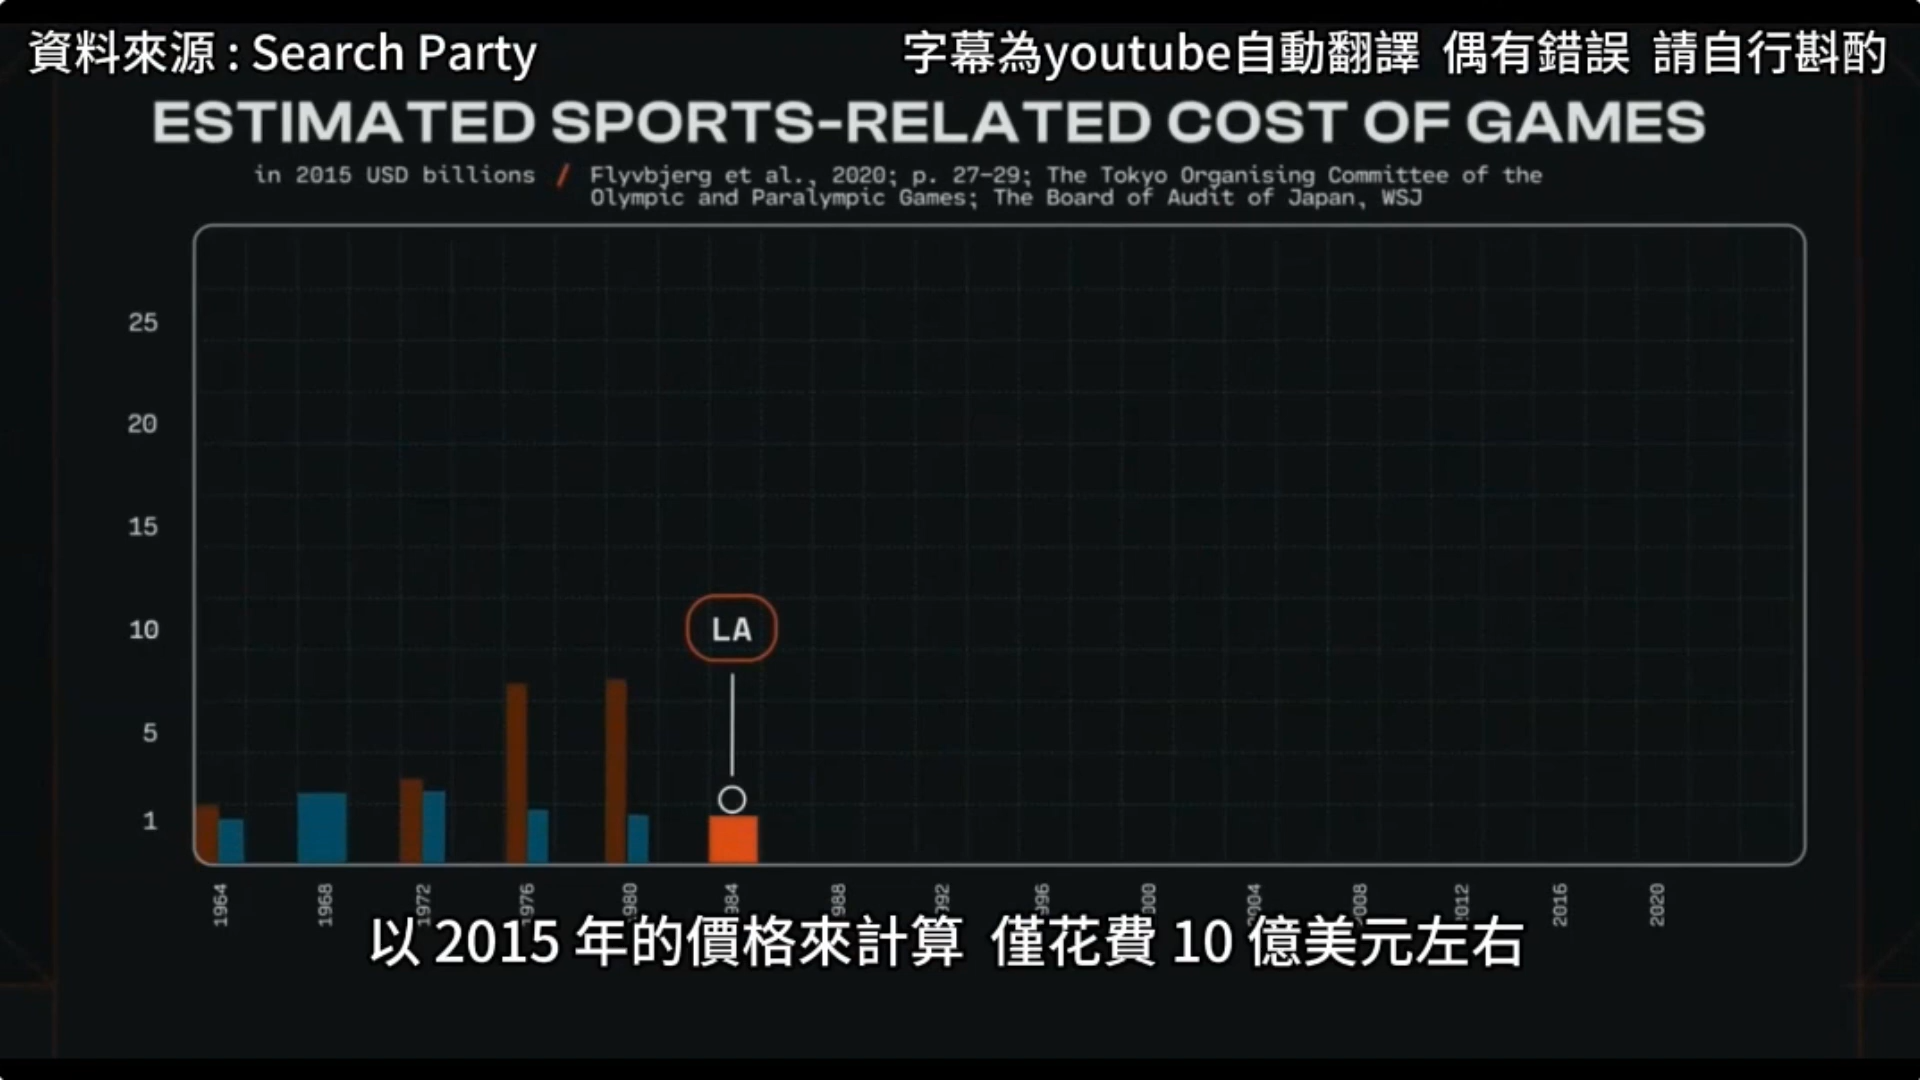 資料來源 : Search Party
字幕為youtube自動翻譯 偶有錯誤 請自行斟酌
ESTIMATED SPORTS-RELATED COST OF GAMES
in 2015 USD billions / Flyvbjerg et al., 2020; p. 27-29; The Tokyo Organising Committee of the
Olympic and Paralympic Games; The Board of Audit of Japan, WSJ
25
20
15
10
LA
5
1
1964
1968
1972
2016
2020
以 2015 年的價格來計算 僅花費 10 億美元左右